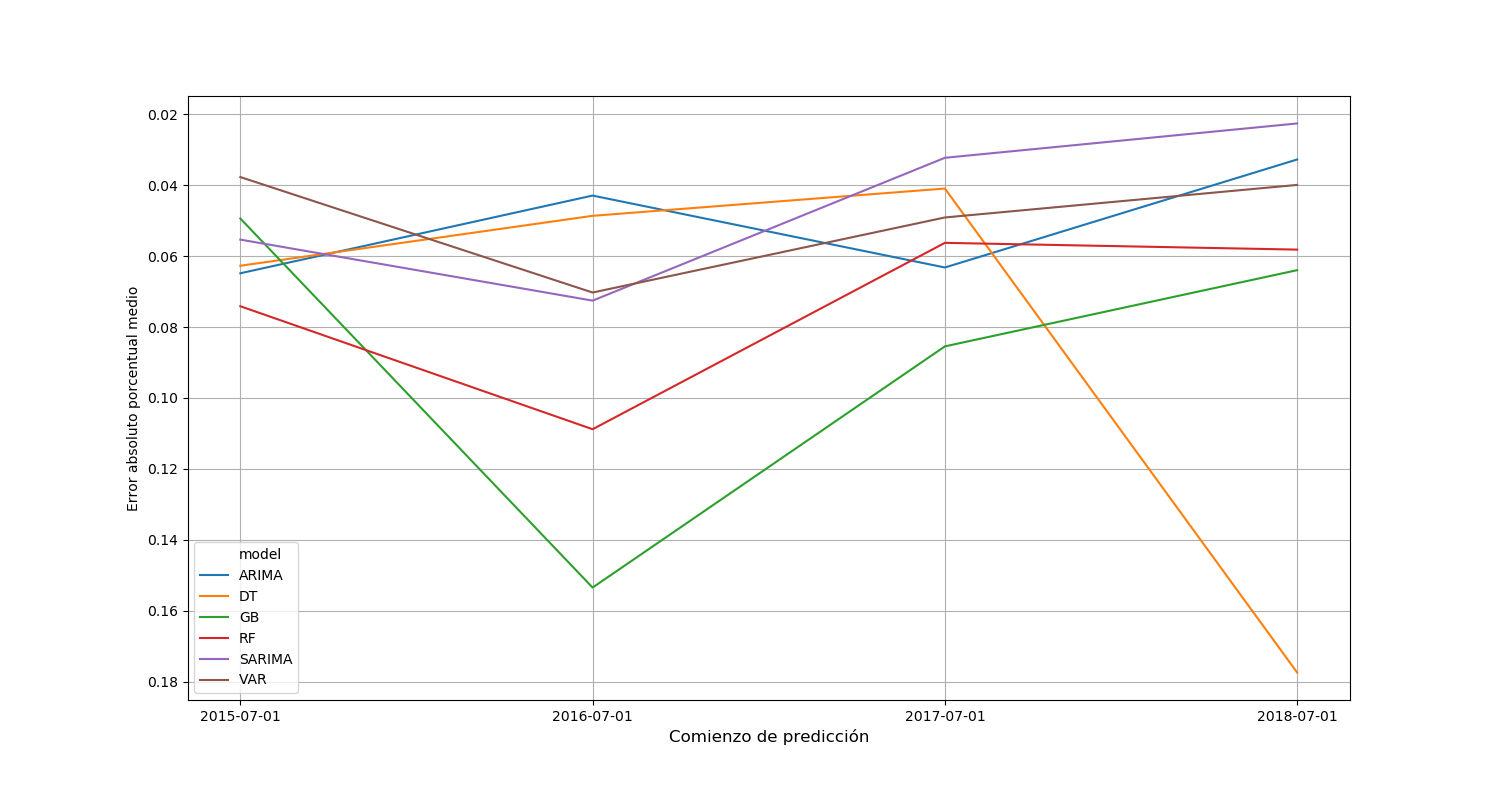 0.02
0.04
0.06
0.08
0.10
0.12
0.14
0.16
0.18
Error absoluto porcentual medio
model
ARIMA
DT
GB
RF
SARIMA
VAR
2015-07-01 2016-07-01 2017-07-01 2018-07-01
Comienzo de predicción